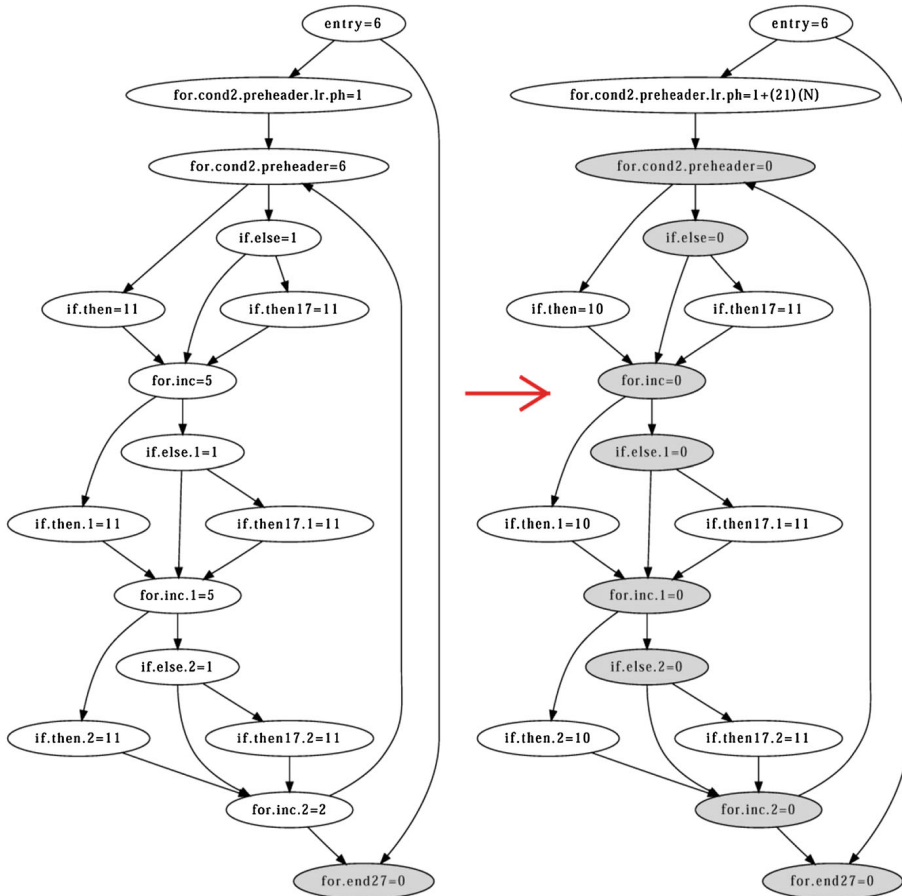 entry=6
for.cond2.preheader.lr.ph=1
for.cond2.preheader=6
if.else=1
if.then=11
if.then17=11
for.inc=5
if.else.1=1
if.then.1=11
if.then17.1=11
for.inc.1=5
if.else.2=1
if.then.2=11
if.then17.2=11
for.inc.2=2
for.end27=0
entry=6
for.cond2.preheader.lr.ph=1+(21)(N)
for.cond2.preheader=0
if.else=0
if.then=10
if.then17=11
for.inc=0
if.else.1=0
if.then.1=10
if.then17.1=11
for.inc.1=0
if.else.2=0
if.then.2=10
if.then17.2=11
for.inc.2=0
for.end27=0